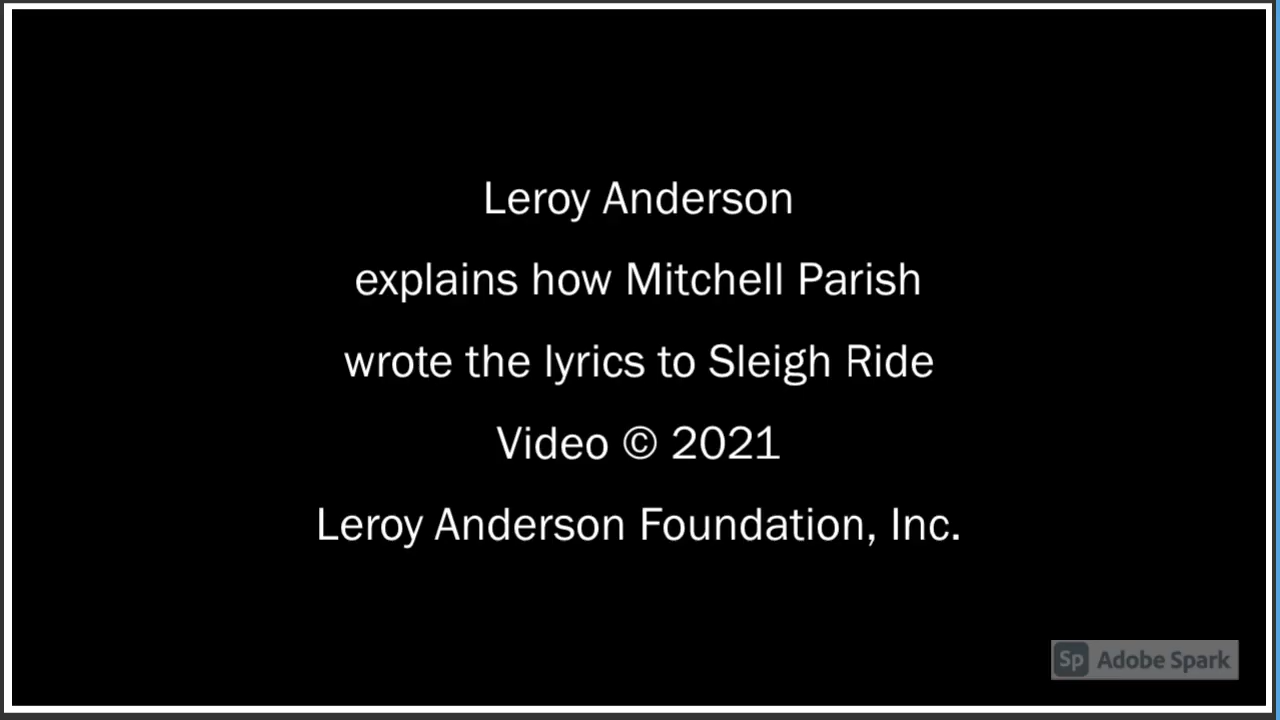 Leroy Anderson
explains how Mitchell Parish
wrote the lyrics to Sleigh Ride
Video © 2021
Leroy Anderson Foundation, Inc.
Sp Adobe Spark